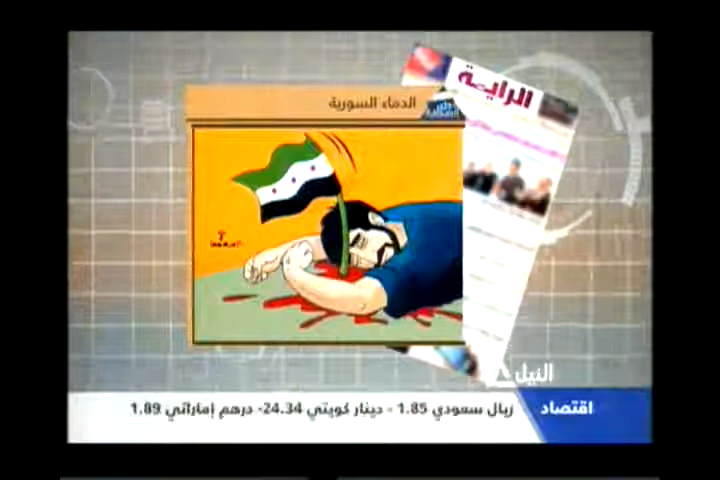 الراية
الدماء السورية
النيل
اقتصاد
ريال سعودي 1.85 - دينار كويتي 24.34- درهم إماراتي 1.89